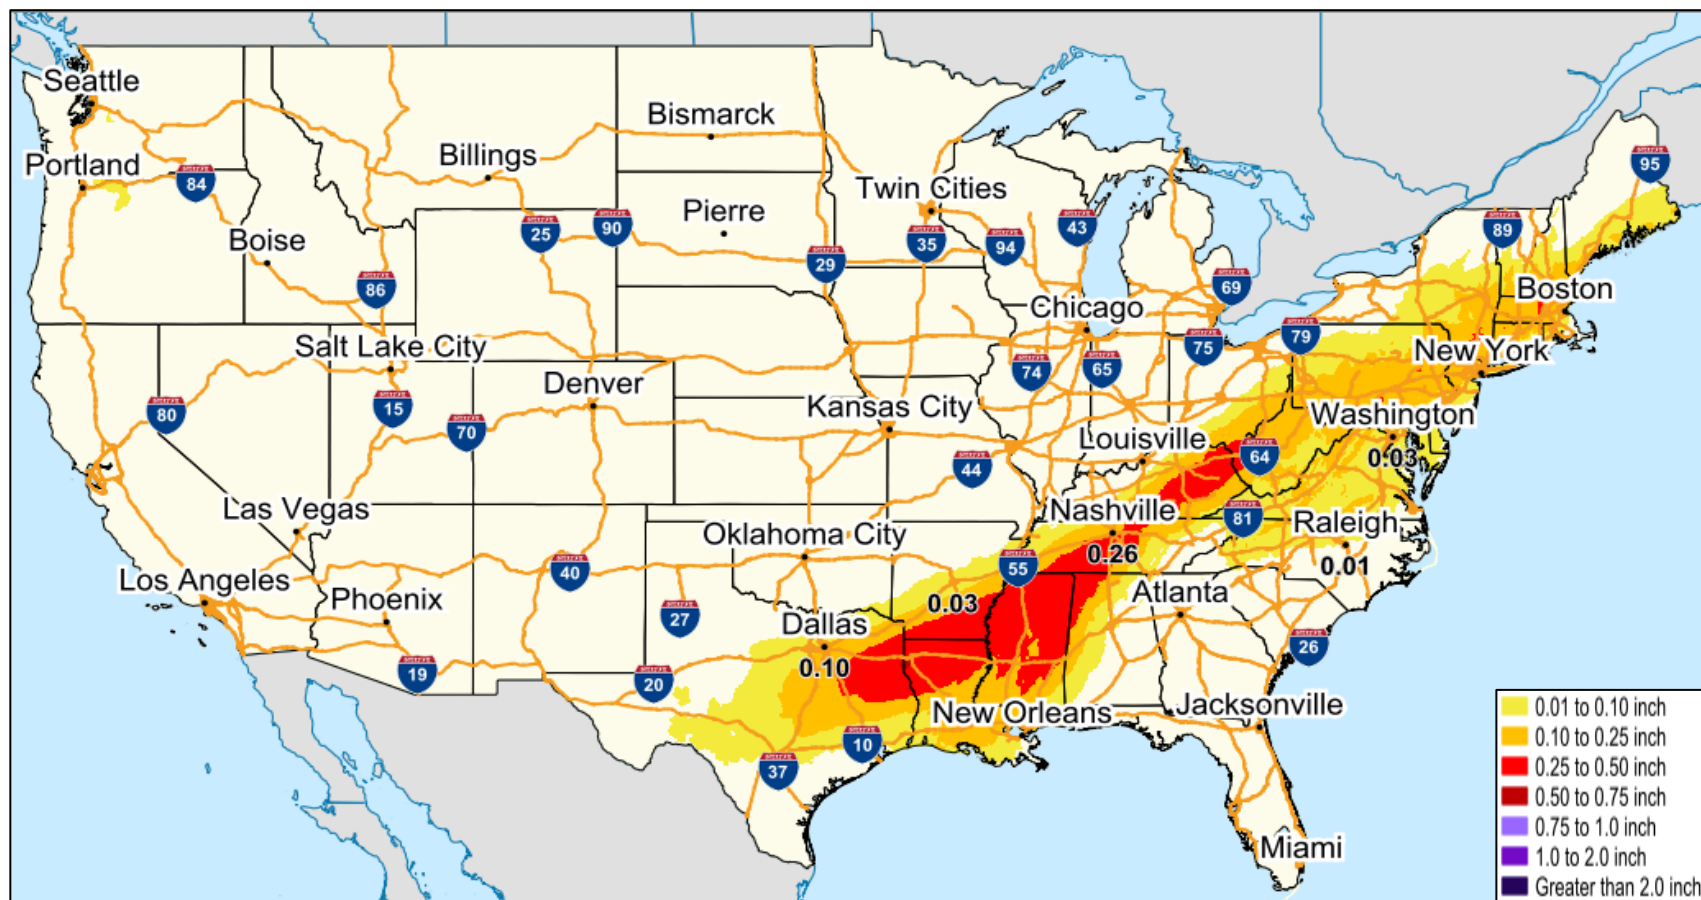 Seattle
Portland
84
Billings
Bismarck
Boise
25
90
Pierre
Twin Cities
29
35
94
43
69
95
89
Boston
86
Chicago
79
75
New York
Salt Lake City
74
65
Denver
80
15
70
Kansas City
Washington
0.03
Louisville
64
44
Las Vegas
Nashville
0.26
81
Raleigh
0.01
Oklahoma City
55
40
Los Angeles
Phoenix
27
0.03
Atlanta
Dallas
0.10
26
19
20
New Orleans
Jacksonville
10
37
Miami
0.01 to 0.10 inch
0.10 to 0.25 inch
0.25 to 0.50 inch
0.50 to 0.75 inch
0.75 to 1.0 inch
1.0 to 2.0 inch
Greater than 2.0 inch